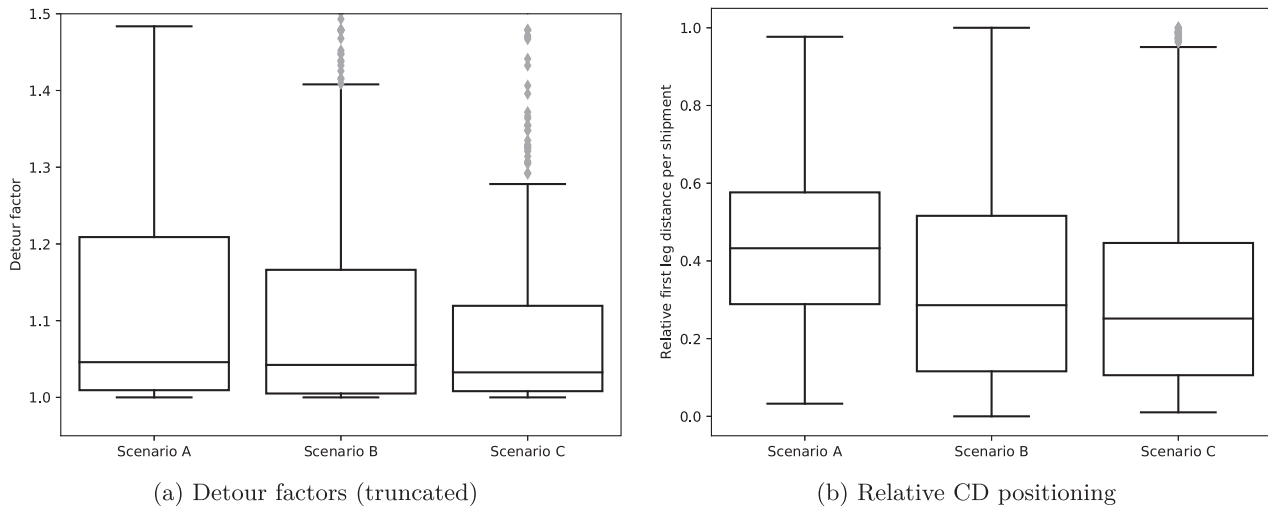 1.5
1.4
1.3
1.2
1.1
1.0
Detour factor
Scenario A
Scenario B
Scenario C
(a) Detour factors (truncated)
1.0
0.8
0.6
0.4
0.2
0.0
Relative first leg distance per shipment
Scenario A
Scenario B
Scenario C
(b) Relative CD positioning